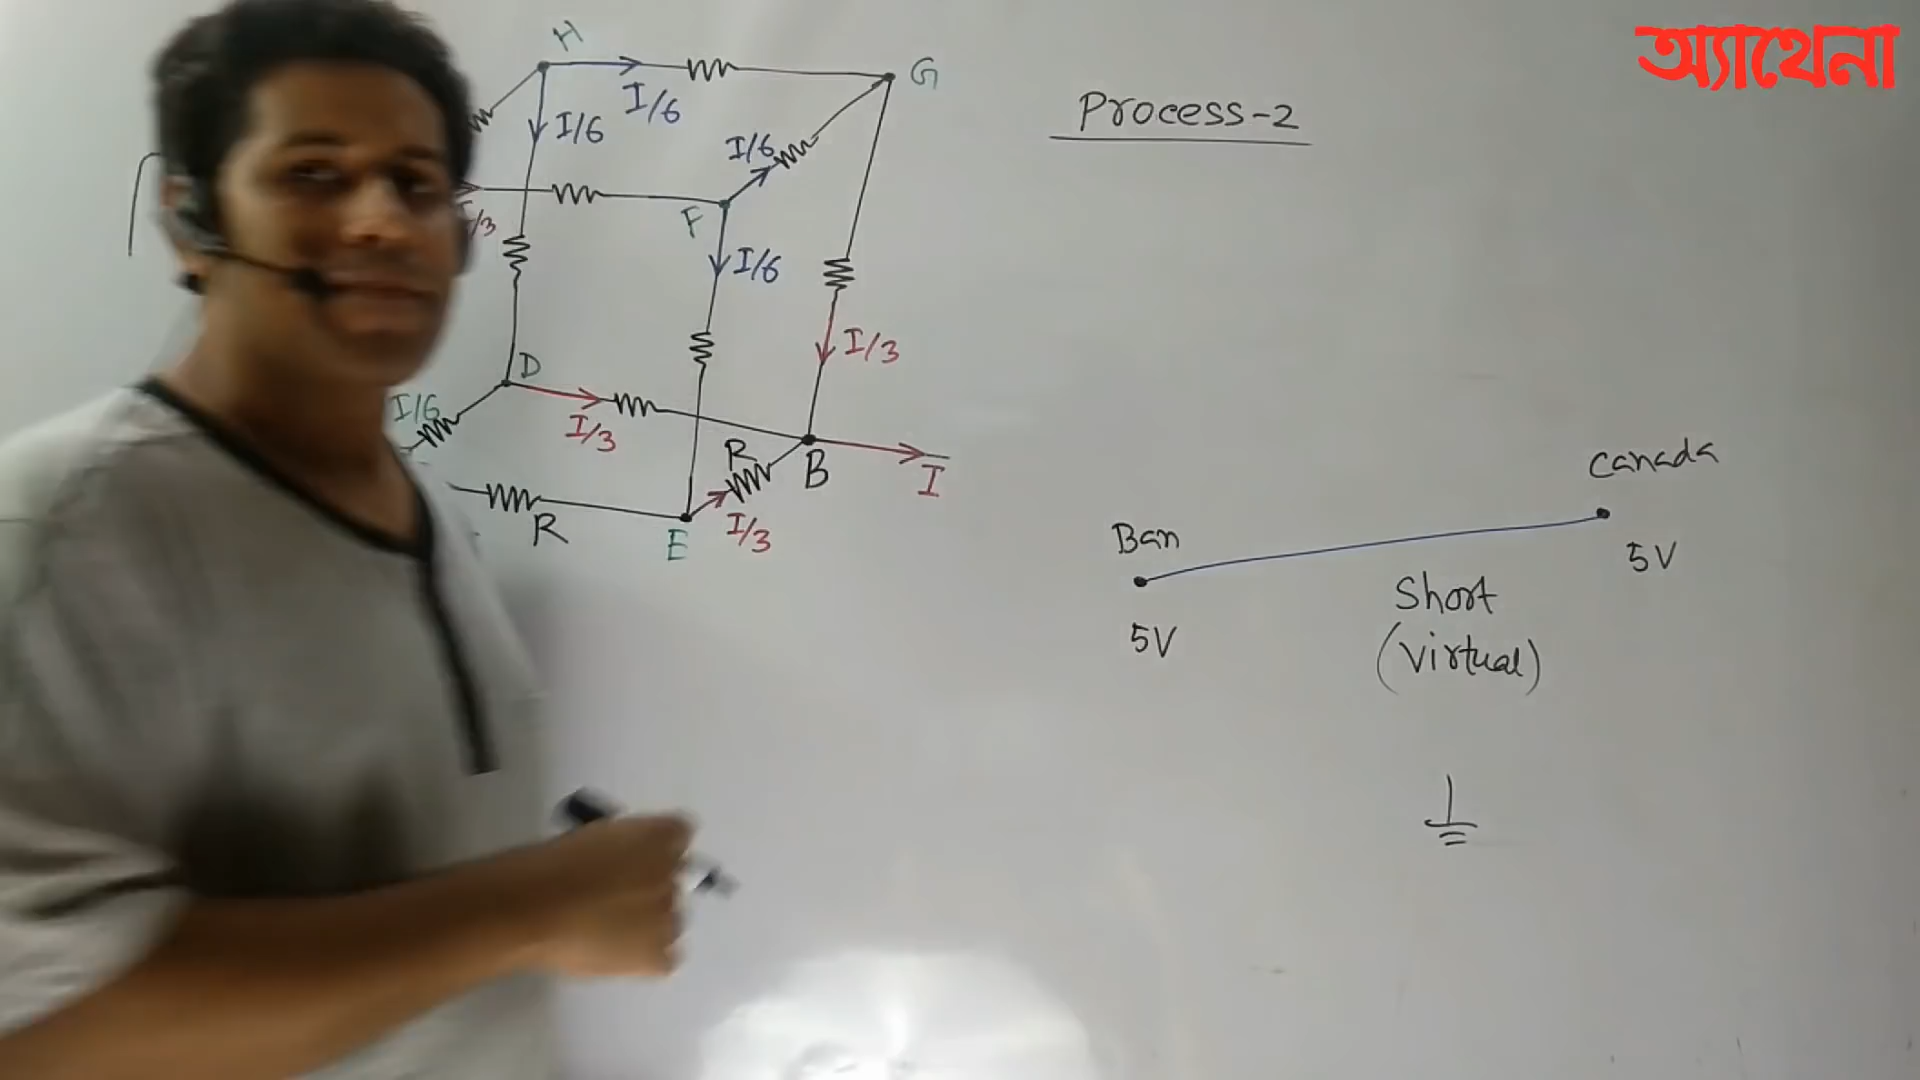 অ্যাথেনা
H
G
I/6
I/6
I/6
I/3
F
I/6
I/3
D
I/6
I/3
R
B
I
R
I/3
E
Process-2
Canada
Ban
5V
Short
5V
(Virtual)